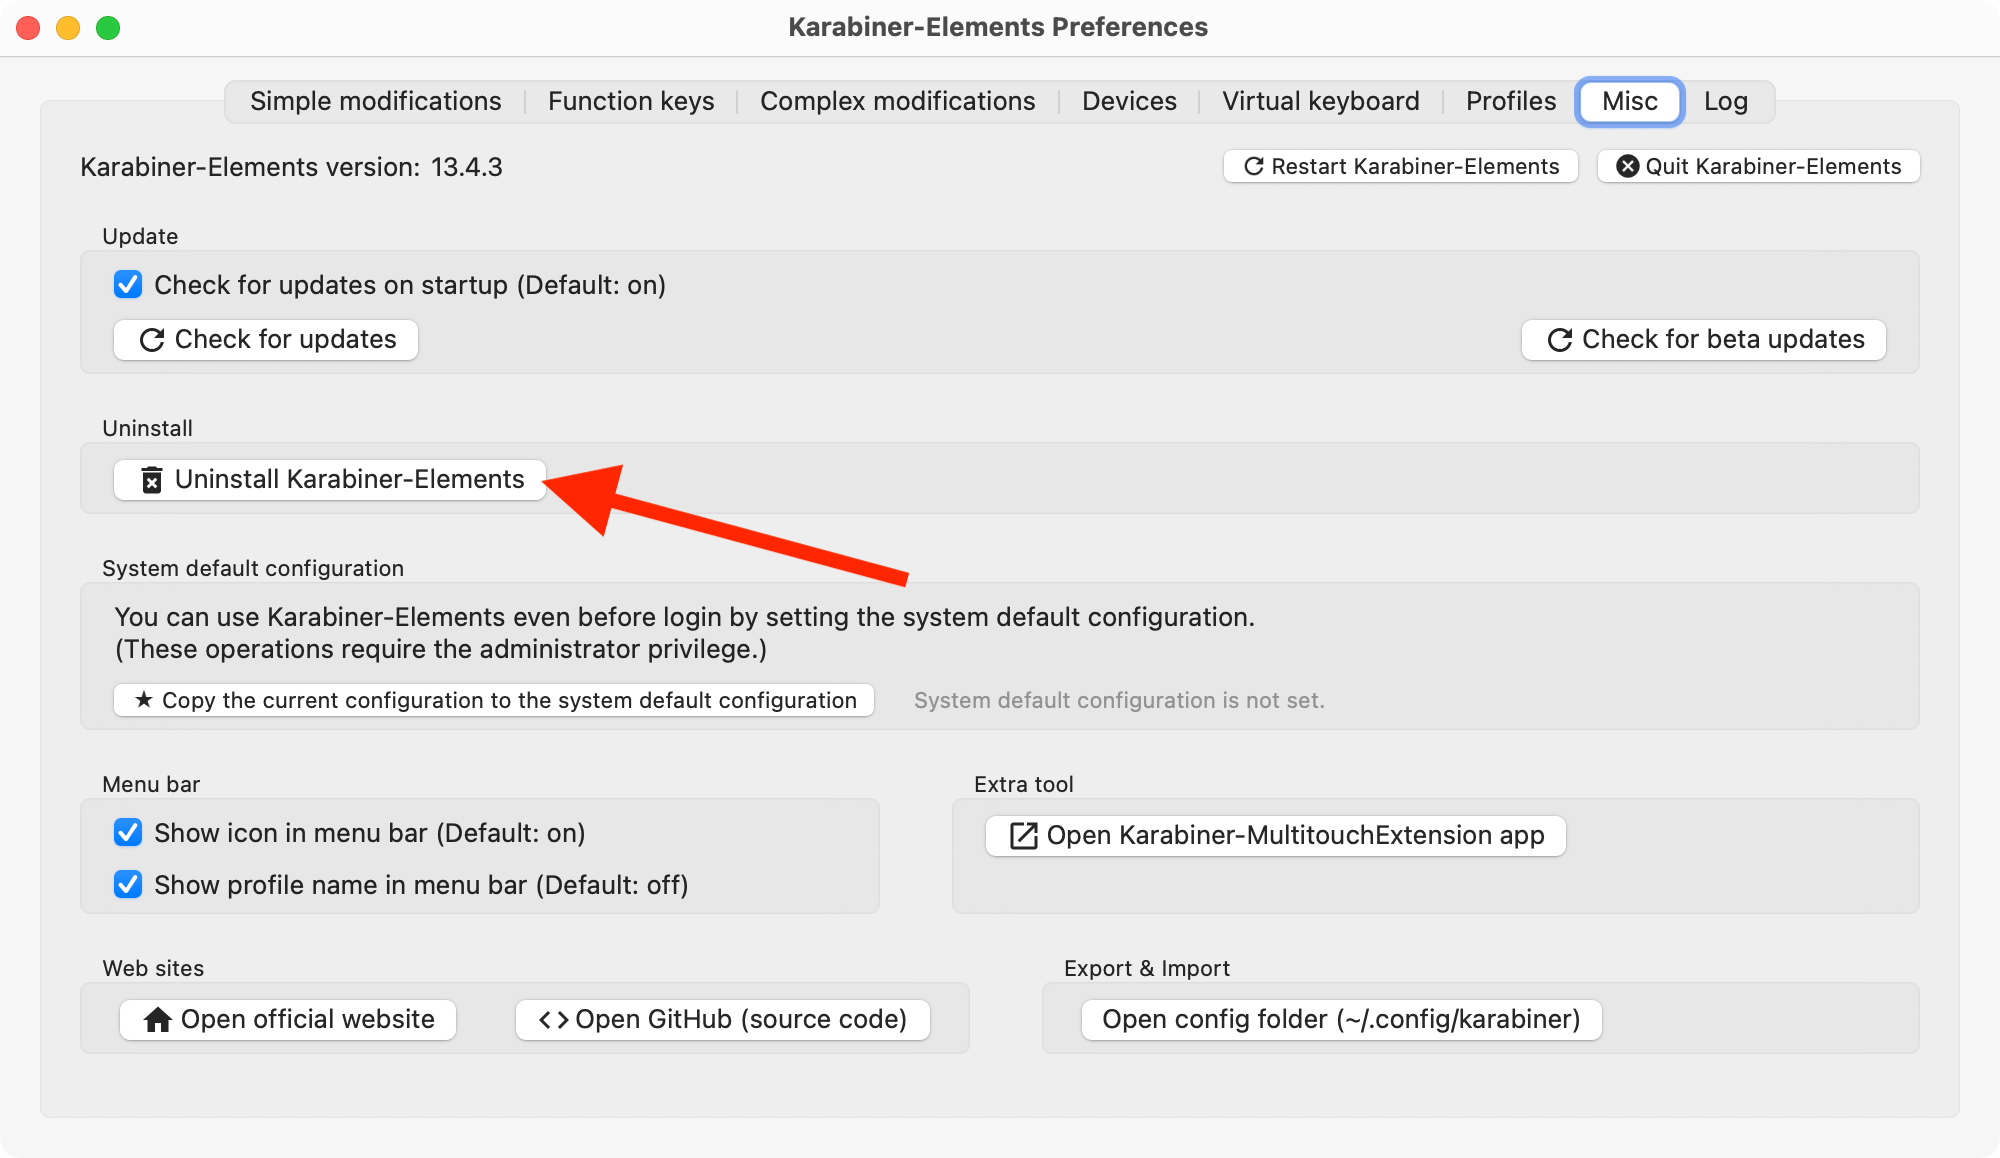 Karabiner-Elements Preferences
Simple modifications Function keys Complex modifications Devices Virtual keyboard Profiles Misc Log
Karabiner-Elements version: 13.4.3 Restart Karabiner-Elements Quit Karabiner-Elements
Update
Check for updates on startup (Default: on)
Check for updates Check for beta updates
Uninstall
Uninstall Karabiner-Elements
System default configuration
You can use Karabiner-Elements even before login by setting the system default configuration.
(These operations require the administrator privilege.)
★ Copy the current configuration to the system default configuration System default configuration is not set.
Menu bar
Show icon in menu bar (Default: on)
Show profile name in menu bar (Default: off)
Extra tool
Open Karabiner-MultitouchExtension app
Web sites
Open official website <> Open GitHub (source code)
Export & Import
Open config folder (~/.config/karabiner)